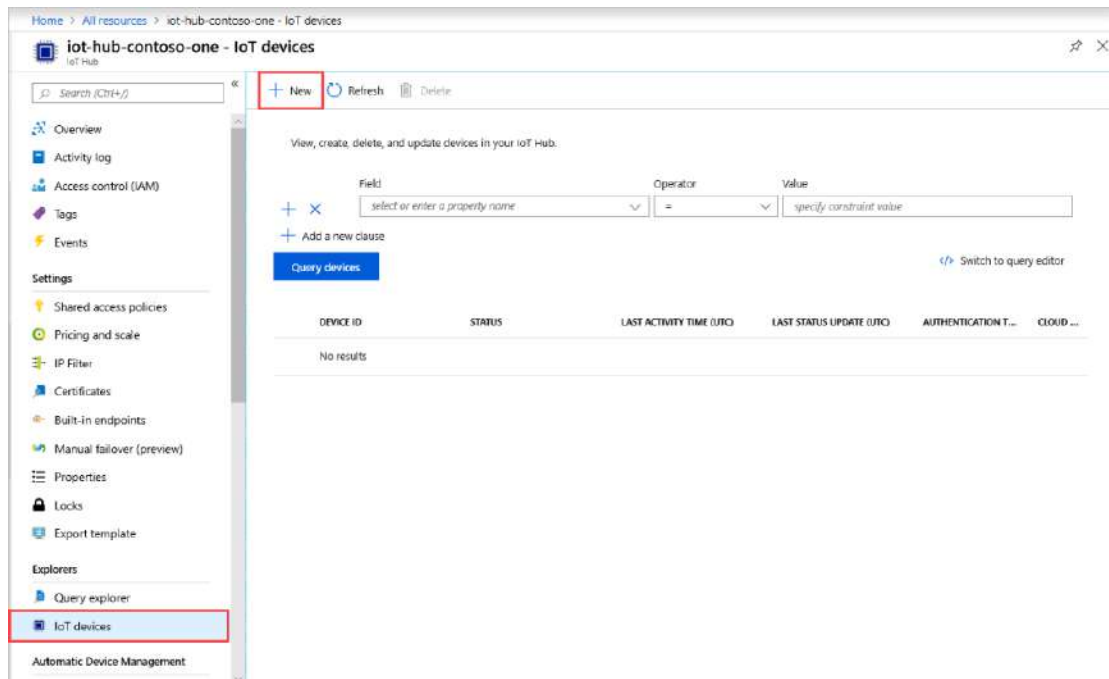 Home > All resources > iot-hub-contoso-one - IoT devices
iot-hub-contoso-one - IoT devices
IoT Hub
Search (Ctrl+/)
«
New
Refresh
Delete
Overview
Activity log
Access control (IAM)
Tags
Events
Settings
Shared access policies
Pricing and scale
IP Filter
Certificates
Built-in endpoints
Manual failover (preview)
Properties
Locks
Export template
Explorers
Query explorer
IoT devices
Automatic Device Management
View, create, delete, and update devices in your IoT Hub.
Field Operator Value
select or enter a property name = specify constraint value
Add a new clause
Query devices
</> Switch to query editor
DEVICE ID STATUS LAST ACTIVITY TIME (UTC) LAST STATUS UPDATE (UTC) AUTHENTICATION T... CLOUD ...
No results